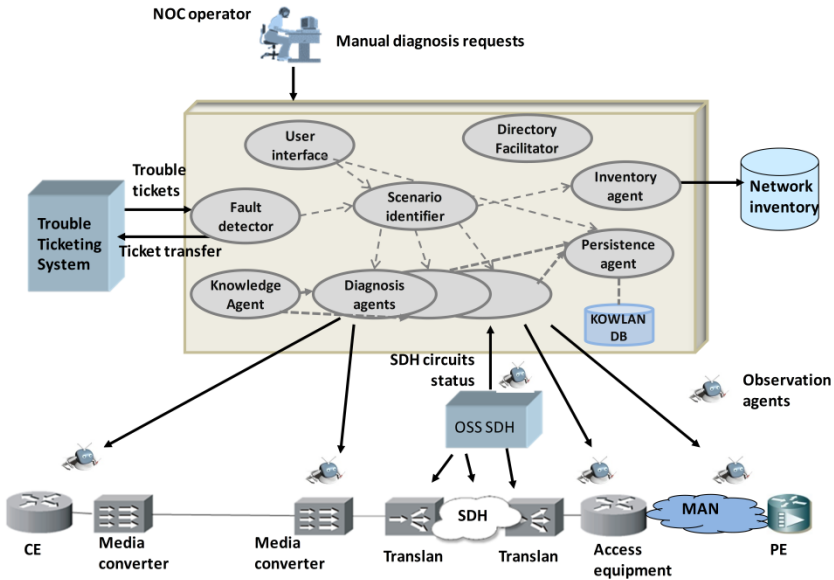 NOC operator
Manual diagnosis requests
User
interface
Directory
Facilitator
Trouble
tickets
Inventory
agent
Network
inventory
Scenario
identifier
Fault
detector
Trouble
Ticketing
System
Ticket transfer
Persistence
agent
Knowledge
Agent
Diagnosis
agents
KOWLAN
DB
SDH circuits
status
Observation
agents
OSS SDH
SDH
MAN
CE
Media
converter
Media
converter
Translan
Translan
Access
equipment
PE